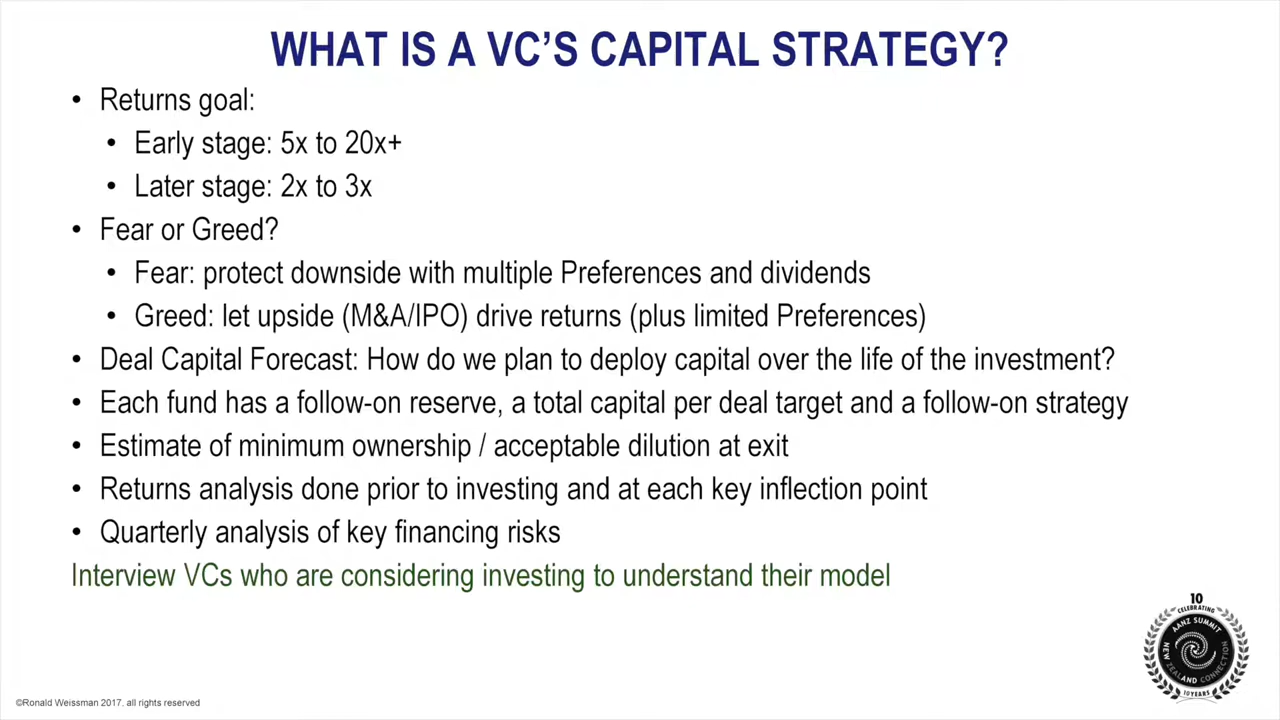 WHAT IS A VC'S CAPITAL STRATEGY?
• Returns goal:
• Early stage: 5x to 20x+
• Later stage: 2x to 3x
• Fear or Greed?
• Fear: protect downside with multiple Preferences and dividends
• Greed: let upside (M&A/IPO) drive returns (plus limited Preferences)
• Deal Capital Forecast: How do we plan to deploy capital over the life of the investment?
• Each fund has a follow-on reserve, a total capital per deal target and a follow-on strategy
• Estimate of minimum ownership / acceptable dilution at exit
• Returns analysis done prior to investing and at each key inflection point
• Quarterly analysis of key financing risks
Interview VCs who are considering investing to understand their model
10
CELEBRATING
AANZ SUMMIT
NEW ZEALAND CONNECTION
10 YEARS
©Ronald Weissman 2017. all rights reserved